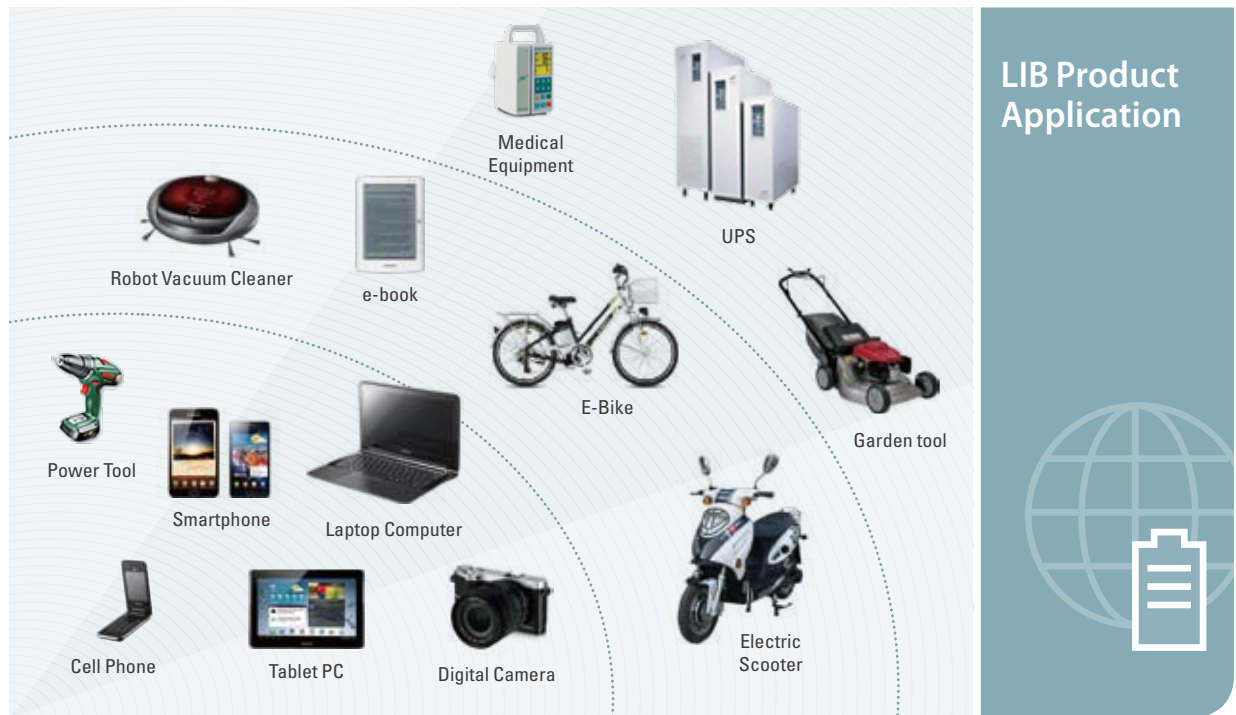 LIB Product
Application
Medical
Equipment
UPS
Robot Vacuum Cleaner
e-book
E-Bike
Garden tool
Power Tool
Smartphone
Laptop Computer
Electric
Scooter
Cell Phone
Tablet PC
Digital Camera